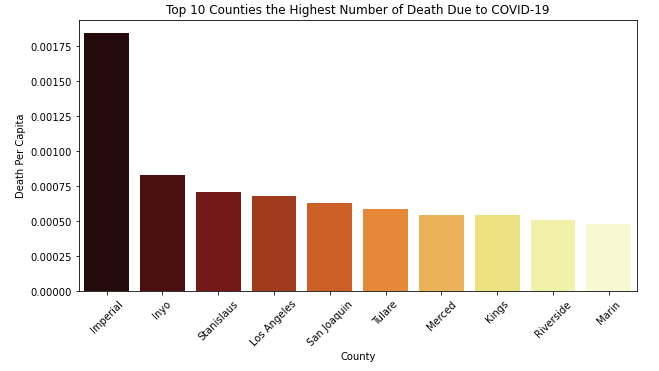 Top 10 Counties the Highest Number of Death Due to COVID-19
0.00175
0.00150
0.00125
0.00100
0.00075
0.00050
0.00025
0.00000
Death Per Capita
Imperial
Inyo
Stanislaus
Los Angeles
San Joaquin
Tulare
Merced
Kings
Riverside
Marin
County